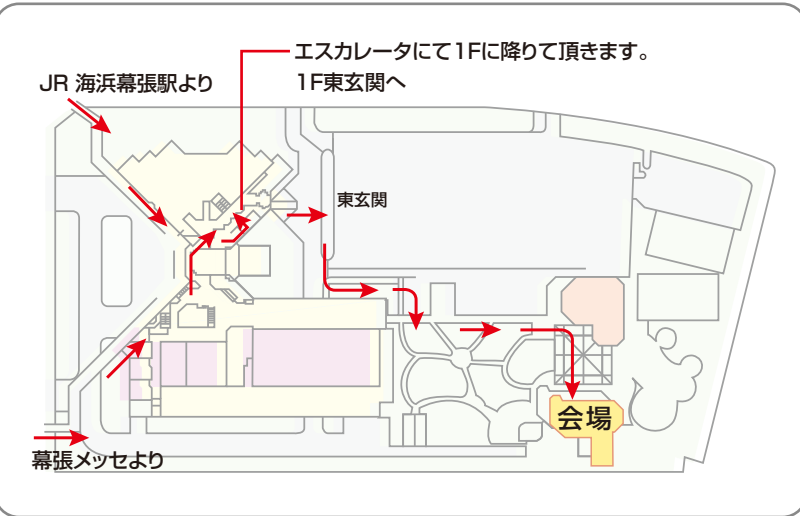 エスカレータにて1Fに降りて頂きます。
1F東玄関へ
JR 海浜幕張駅より
東玄関
会場
幕張メッセより